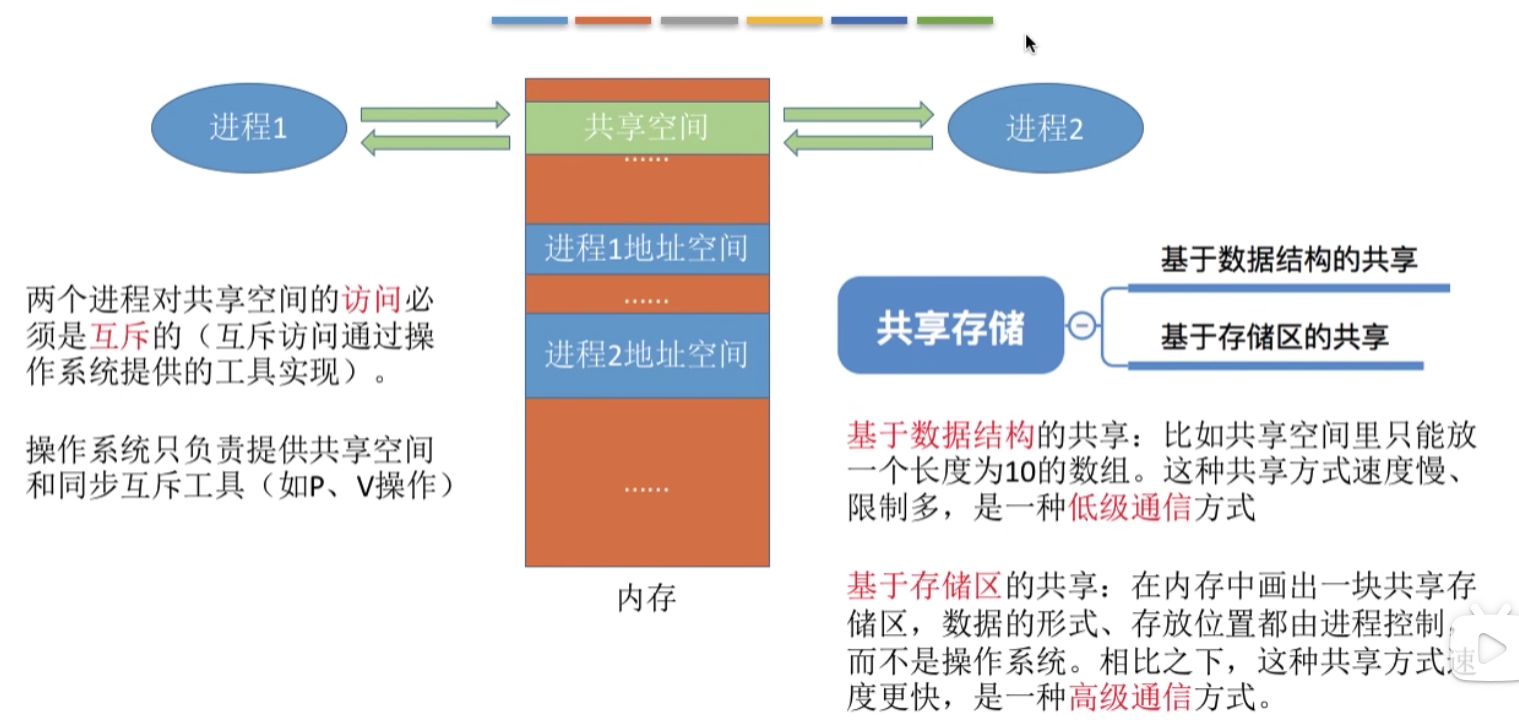 进程1
共享空间
进程2
......
进程1地址空间
......
进程2地址空间
......
内存
两个进程对共享空间的访问必
须是互斥的（互斥访问通过操
作系统提供的工具实现）。
操作系统只负责提供共享空间
和同步互斥工具（如P、V操作）
共享存储
基于数据结构的共享
基于存储区的共享
基于数据结构的共享：比如共享空间里只能放
一个长度为10的数组。这种共享方式速度慢、
限制多，是一种低级通信方式
基于存储区的共享：在内存中画出一块共享存
储区，数据的形式、存放位置都由进程控制，
而不是操作系统。相比之下，这种共享方式速
度更快，是一种高级通信方式。